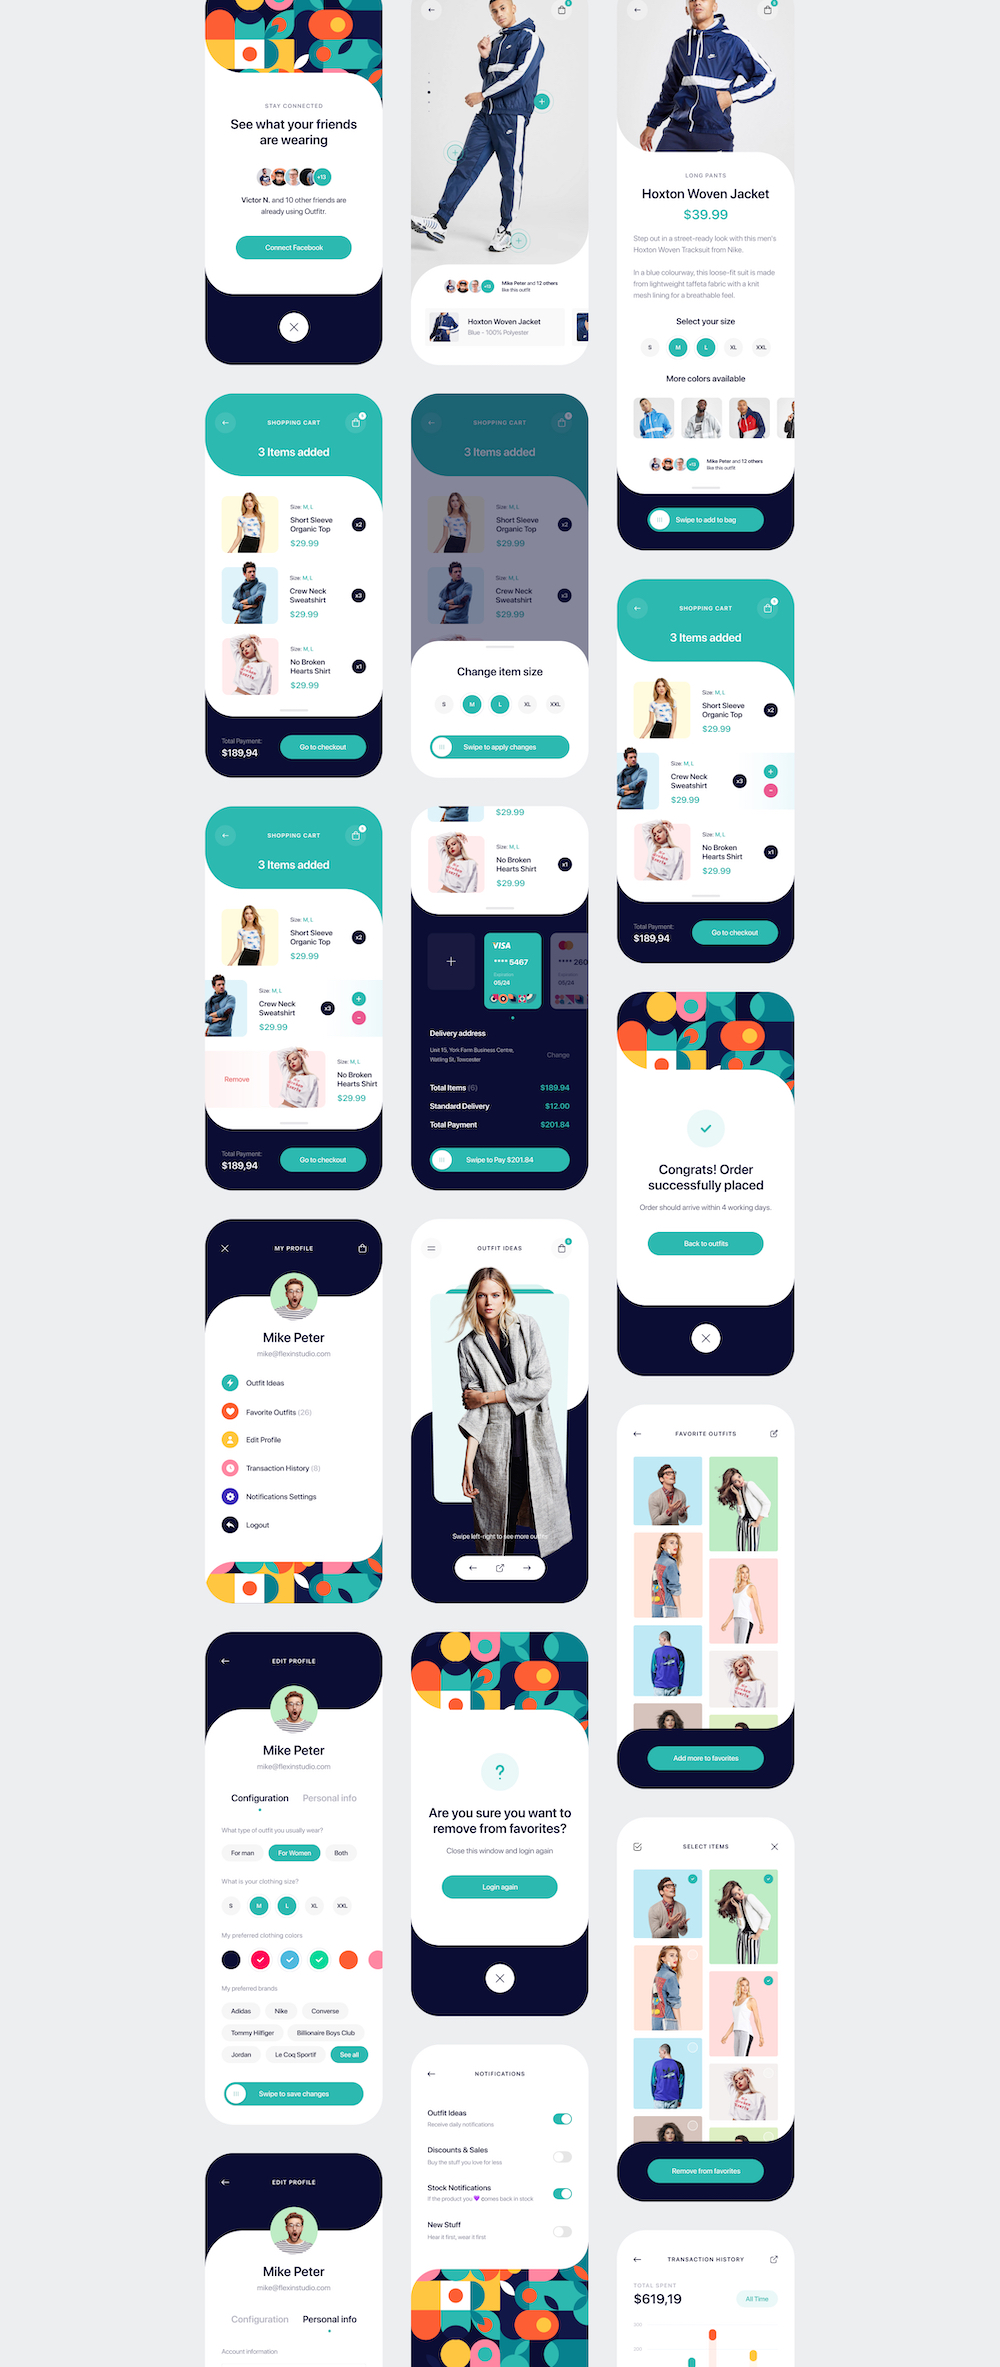 STAY CONNECTED
See what your friends
are wearing
+13
Victor N. and 10 other friends are
already using Outfitr.
Connect Facebook
SHOPPING CART
3 Items added
Size: M, L
Short Sleeve
Organic Top
$29.99
x2
Size: M, L
Crew Neck
Sweatshirt
$29.99
x3
Size: M, L
No Broken
Hearts Shirt
$29.99
x1
Total Payment:
$189,94
Go to checkout
SHOPPING CART
3 Items added
Size: M, L
Short Sleeve
Organic Top
$29.99
x2
Size: M, L
Crew Neck
Sweatshirt
$29.99
x3
+
-
Remove
Size: M, L
No Broken
Hearts Shirt
$29.99
Total Payment:
$189,94
Go to checkout
MY PROFILE
Mike Peter
mike@flexinstudio.com
Outfit Ideas
Favorite Outfits (26)
Edit Profile
Transaction History (8)
Notifications Settings
Logout
EDIT PROFILE
Mike Peter
mike@flexinstudio.com
Configuration Personal info
What type of outfit you usually wear?
For man For Women Both
What is your clothing size?
S M L XL XXL
My preferred clothing colors
My preferred brands
Adidas Nike Converse
Tommy Hilfiger Billionaire Boys Club
Jordan Le Coq Sportif See all
Swipe to save changes
EDIT PROFILE
Mike Peter
mike@flexinstudio.com
Configuration Personal info
Account information
+13
Mike Peter and 12 others
like this outfit
Hoxton Woven Jacket
Blue - 100% Polyester
SHOPPING CART
3 Items added
Size: M, L
Short Sleeve
Organic Top
$29.99
x2
Size: M, L
Crew Neck
Sweatshirt
$29.99
x3
Change item size
S M L XL XXL
Swipe to apply changes
$29.99
Size: M, L
No Broken
Hearts Shirt
$29.99
x1
+
VISA
**** 5467
Expiration
05/24
260
05/24
Delivery address
Unit 15, York Farm Business Centre,
Watling St, Towcester
Change
Total Items (6) $189.94
Standard Delivery $12.00
Total Payment $201.84
Swipe to Pay $201.84
OUTFIT IDEAS
Swipe left-right to see more outfits
?
Are you sure you want to
remove from favorites?
Close this window and login again
Login again
NOTIFICATIONS
Outfit Ideas
Receive daily notifications
Discounts & Sales
Buy the stuff you love for less
Stock Notifications
If the product you 💜 comes back in stock
New Stuff
Hear it first, wear it first
LONG PANTS
Hoxton Woven Jacket
$39.99
Step out in a street-ready look with this men's
Hoxton Woven Tracksuit from Nike.
In a blue colourway, this loose-fit suit is made
from lightweight taffeta fabric with a knit
mesh lining for a breathable feel.
Select your size
S M L XL XXL
More colors available
+13
Mike Peter and 12 others
like this outfit
Swipe to add to bag
SHOPPING CART
3 Items added
Size: M, L
Short Sleeve
Organic Top
$29.99
x2
Size: M, L
Crew Neck
Sweatshirt
$29.99
x3
+
-
Size: M, L
No Broken
Hearts Shirt
$29.99
x1
Total Payment:
$189,94
Go to checkout
Congrats! Order
successfully placed
Order should arrive within 4 working days.
Back to outfits
FAVORITE OUTFITS
Add more to favorites
SELECT ITEMS
Remove from favorites
TRANSACTION HISTORY
TOTAL SPENT
$619,19
All Time
300
200